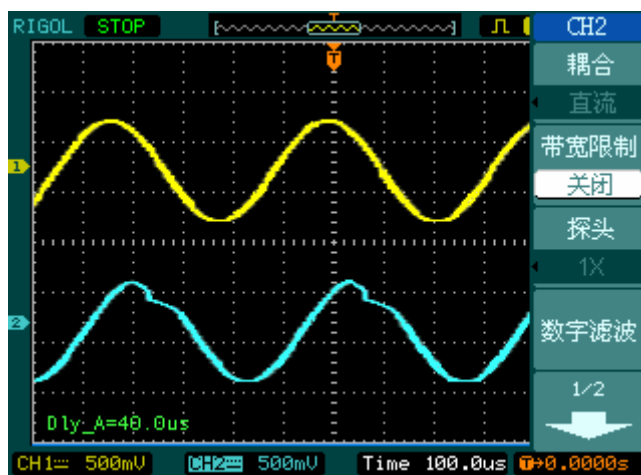 RIGOL STOP
T
CH2
耦合
直流
带宽限制
关闭
探头
1X
数字滤波
1/2
T
1
2
Dly_A=40.0us
CH1 500mV CH2 500mV Time 100.0us T→0.0000s